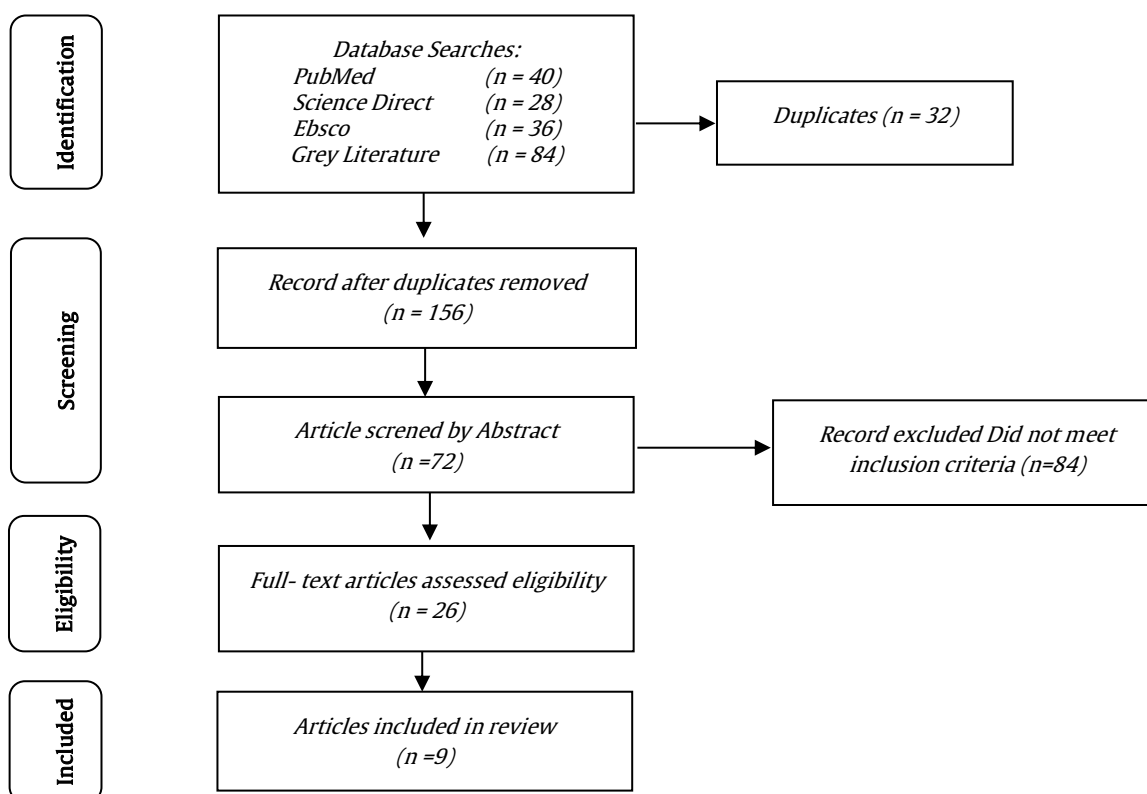 Identification
Database Searches:
PubMed (n = 40)
Science Direct (n = 28)
Ebsco (n = 36)
Grey Literature (n = 84)
Duplicates (n = 32)
Screening
Record after duplicates removed
(n = 156)
Article screned by Abstract
(n =72)
Record excluded Did not meet
inclusion criteria (n=84)
Eligibility
Full- text articles assessed eligibility
(n = 26)
Included
Articles included in review
(n =9)